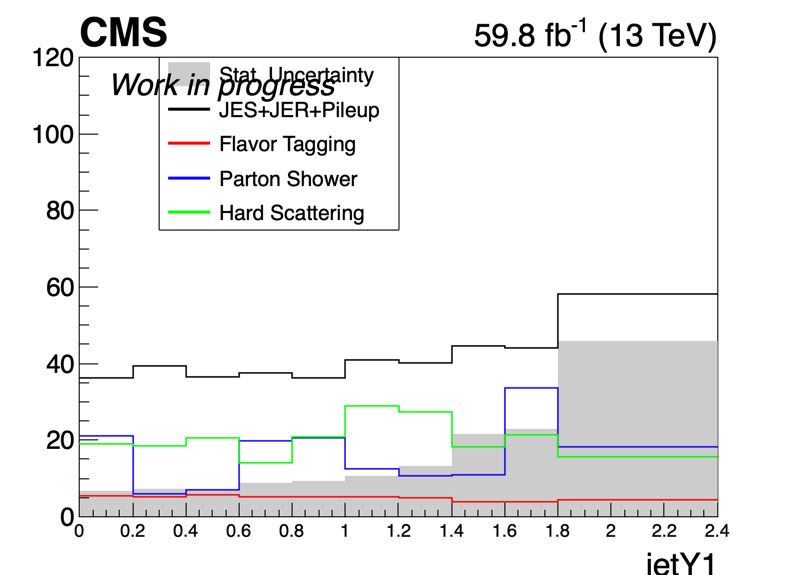 CMS 59.8 fb-1 (13 TeV)
120
Stat. Uncertainty
Work in progress
JES+JER+Pileup
100
Flavor Tagging
Parton Shower
80
Hard Scattering
60
40
20
0
0 0.2 0.4 0.6 0.8 1 1.2 1.4 1.6 1.8 2 2.2 2.4
jetY1